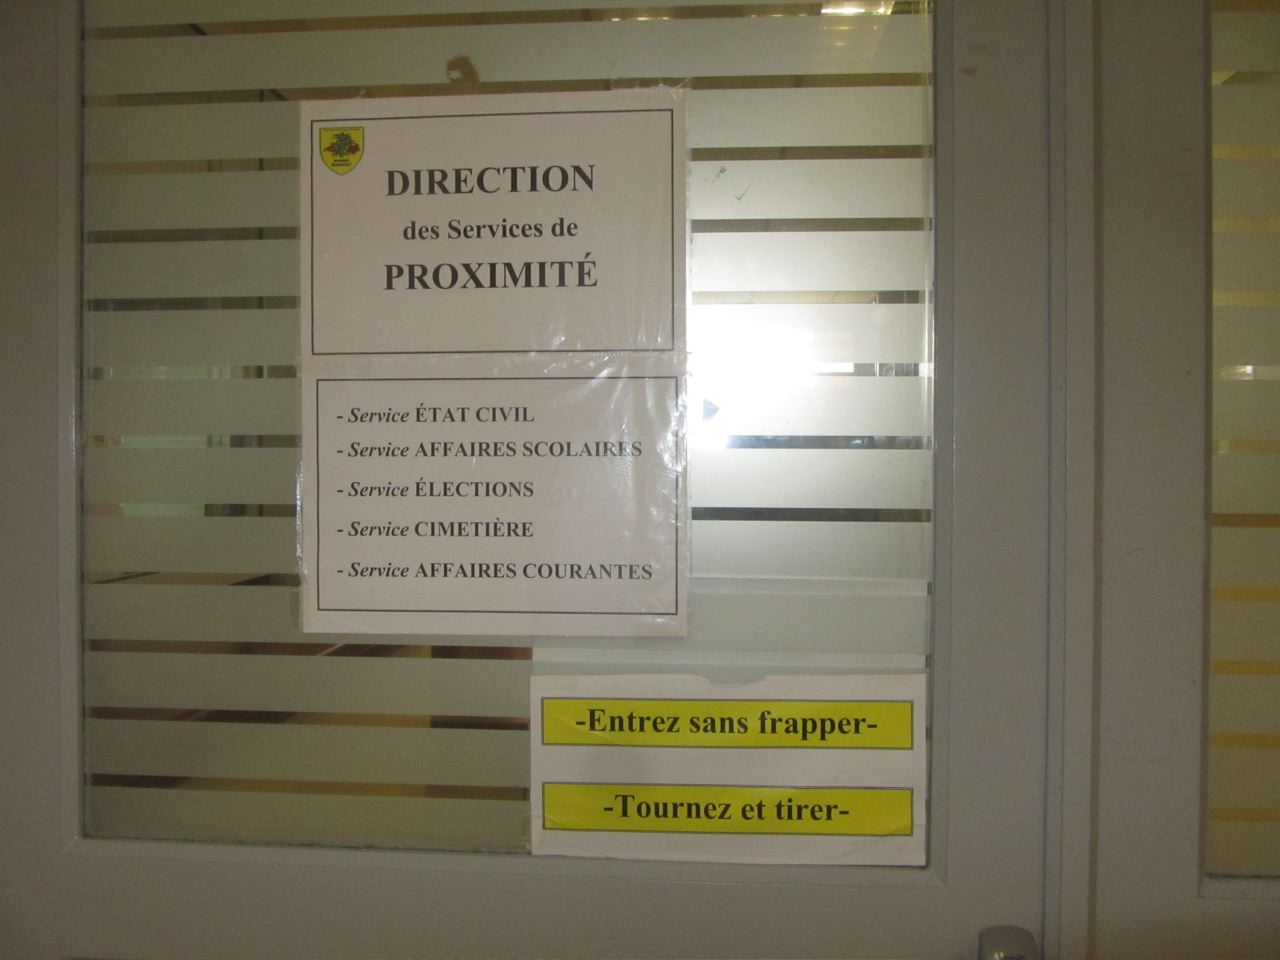 DIRECTION
des Services de
PROXIMITÉ
- Service ÉTAT CIVIL
- Service AFFAIRES SCOLAIRES
- Service ÉLECTIONS
- Service CIMETIÈRE
- Service AFFAIRES COURANTES
-Entrez sans frapper-
-Tournez et tirer-